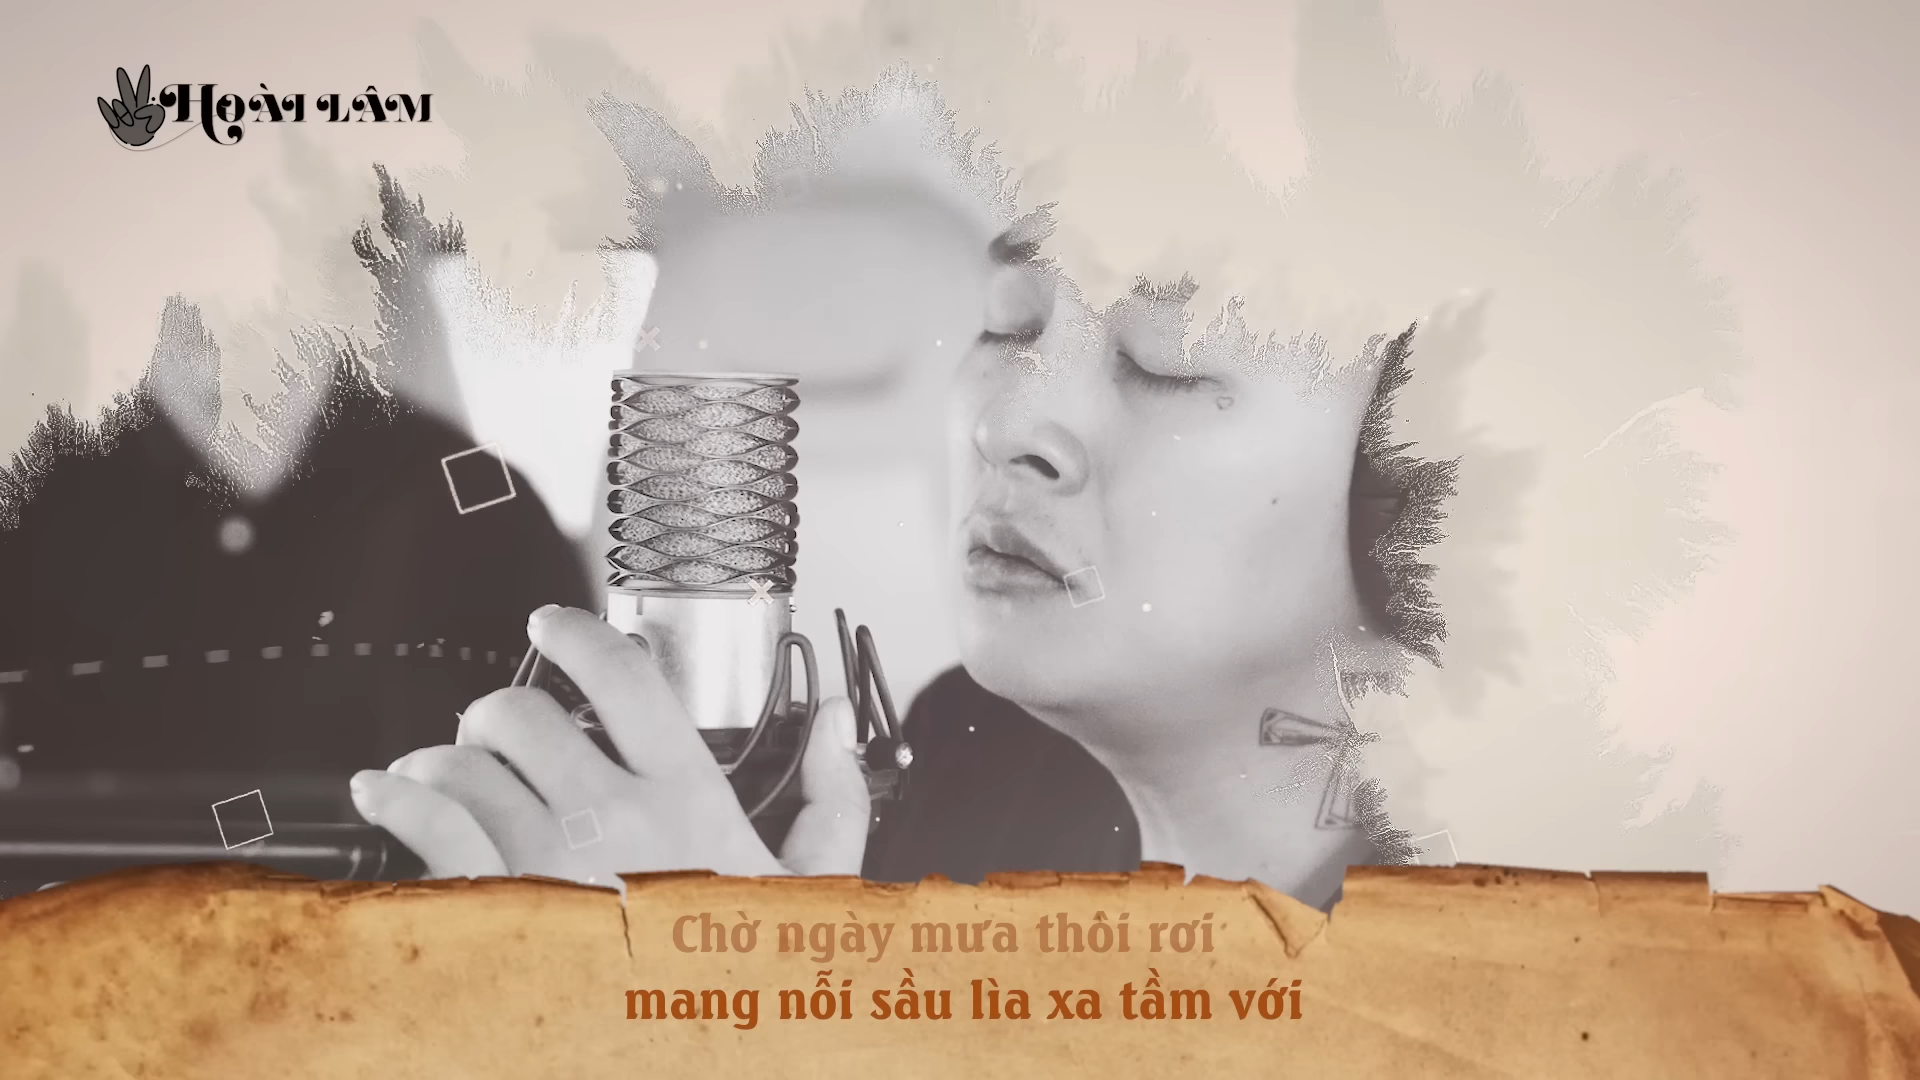 HOÀI LÂM
Chờ ngày mưa thôi rơi
mang nỗi sầu lìa xa tầm với